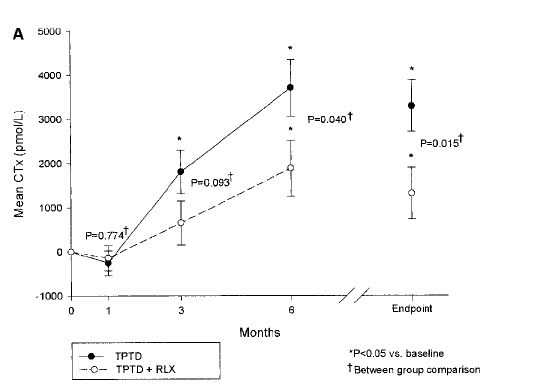 A
5000
4000
3000
2000
1000
0
-1000
Mean CTx (pmol/L)
*
*
*
*
*
P=0.774†
P=0.093†
P=0.040†
P=0.015†
0 1 3 6 Endpoint
Months
TPTD
TPTD + RLX
*P<0.05 vs. baseline
†Between group comparison